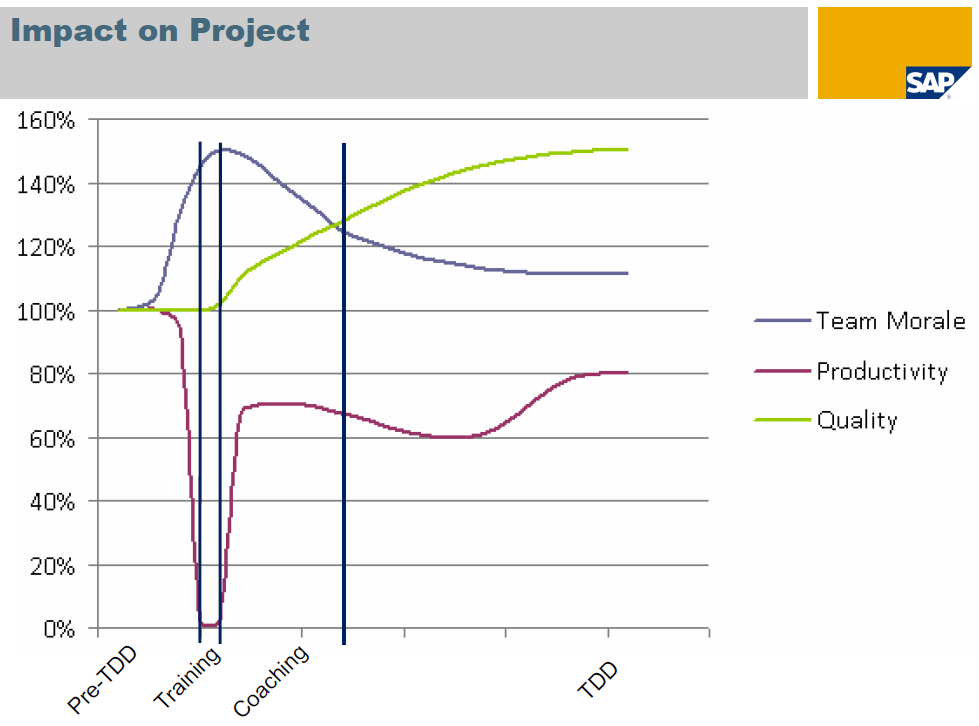 Impact on Project
SAP
®
160%
140%
120%
100%
80%
60%
40%
20%
0%
Pre-TDD
Training
Coaching
TDD
Team Morale
Productivity
Quality